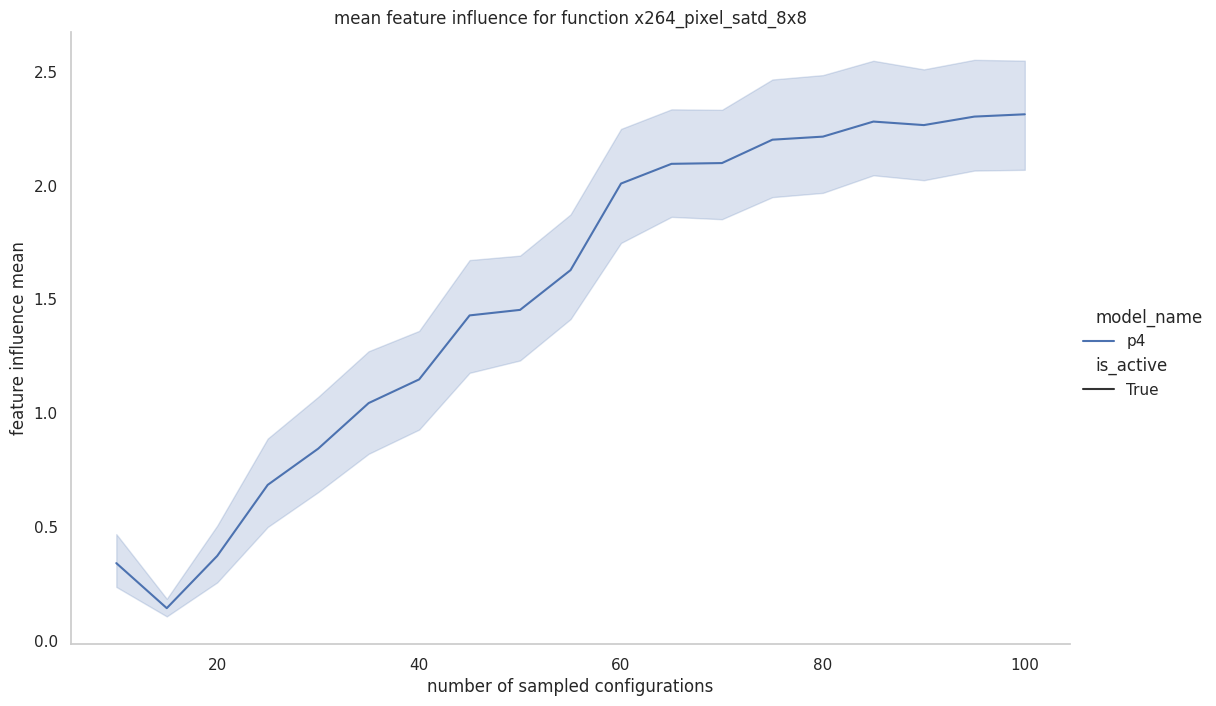 mean feature influence for function x264_pixel_satd_8x8
feature influence mean
2.5
2.0
1.5
1.0
0.5
0.0
20
40
60
80
100
number of sampled configurations
model_name
p4
is_active
True